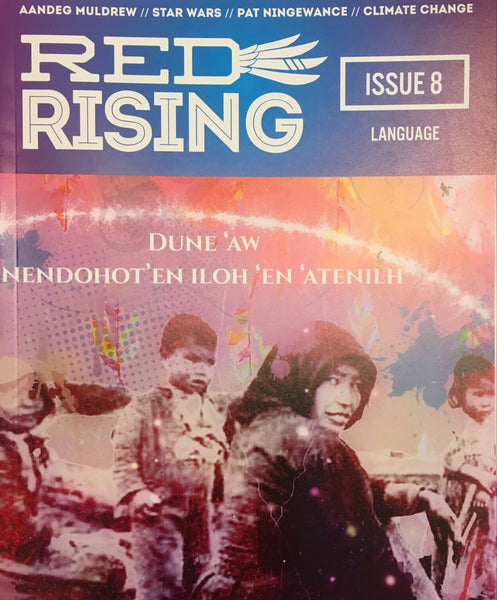 AANDEG MULDREW // STAR WARS // PAT NINGEWANCE // CLIMATE CHANGE
RED
RISING
ISSUE 8
LANGUAGE
DUNE ‘AW
NENDOHOT’EN ILOH ‘EN ‘ATENILH